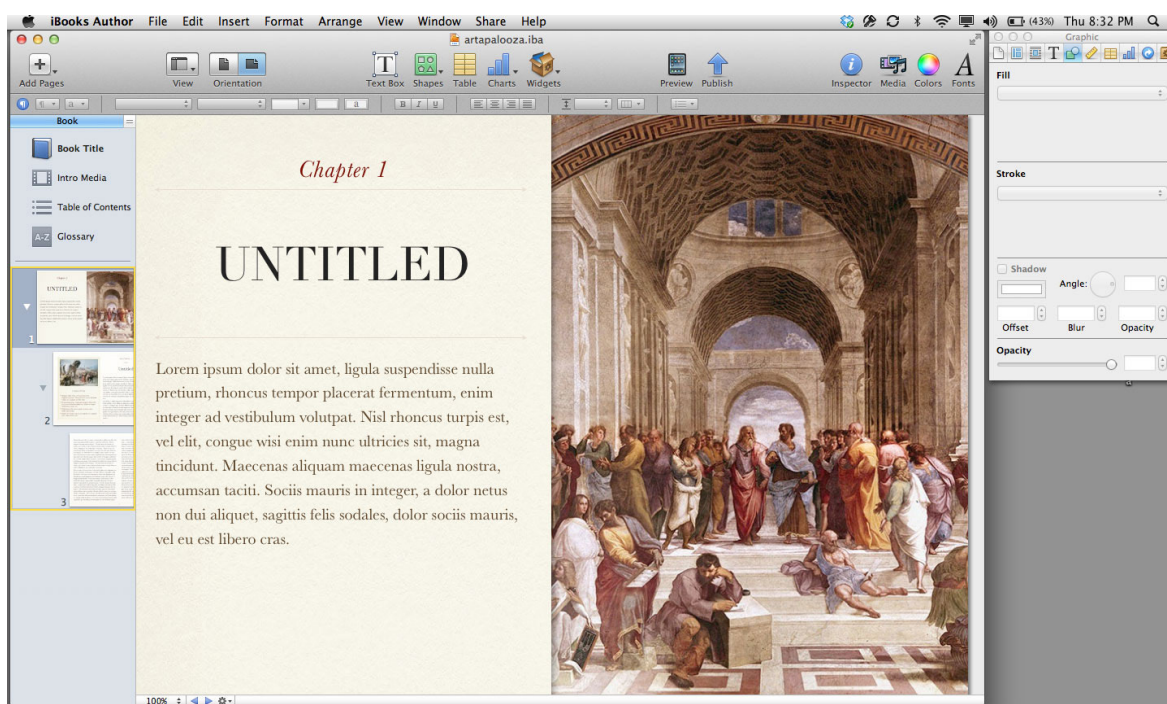 iBooks Author File Edit Insert Format Arrange View Window Share Help (43%) Thu 8:32 PM
artapalooza.iba
Graphic
Add Pages View Orientation Text Box Shapes Table Charts Widgets Preview Publish Inspector Media Colors Fonts
B I U
Book
Book Title
Intro Media
Table of Contents
A-Z Glossary
1
2
3
Chapter 1
UNTITLED
Lorem ipsum dolor sit amet, ligula suspendisse nulla
pretium, rhoncus tempor placerat fermentum, enim
integer ad vestibulum volutpat. Nisl rhoncus turpis est,
vel elit, congue wisi enim nunc ultricies sit, magna
tincidunt. Maecenas aliquam maecenas ligula nostra,
accumsan taciti. Sociis mauris in integer, a dolor netus
non dui aliquet, sagittis felis sodales, dolor sociis mauris,
vel eu est libero cras.
100%
Fill
Stroke
Shadow
Angle:
Offset Blur Opacity
Opacity